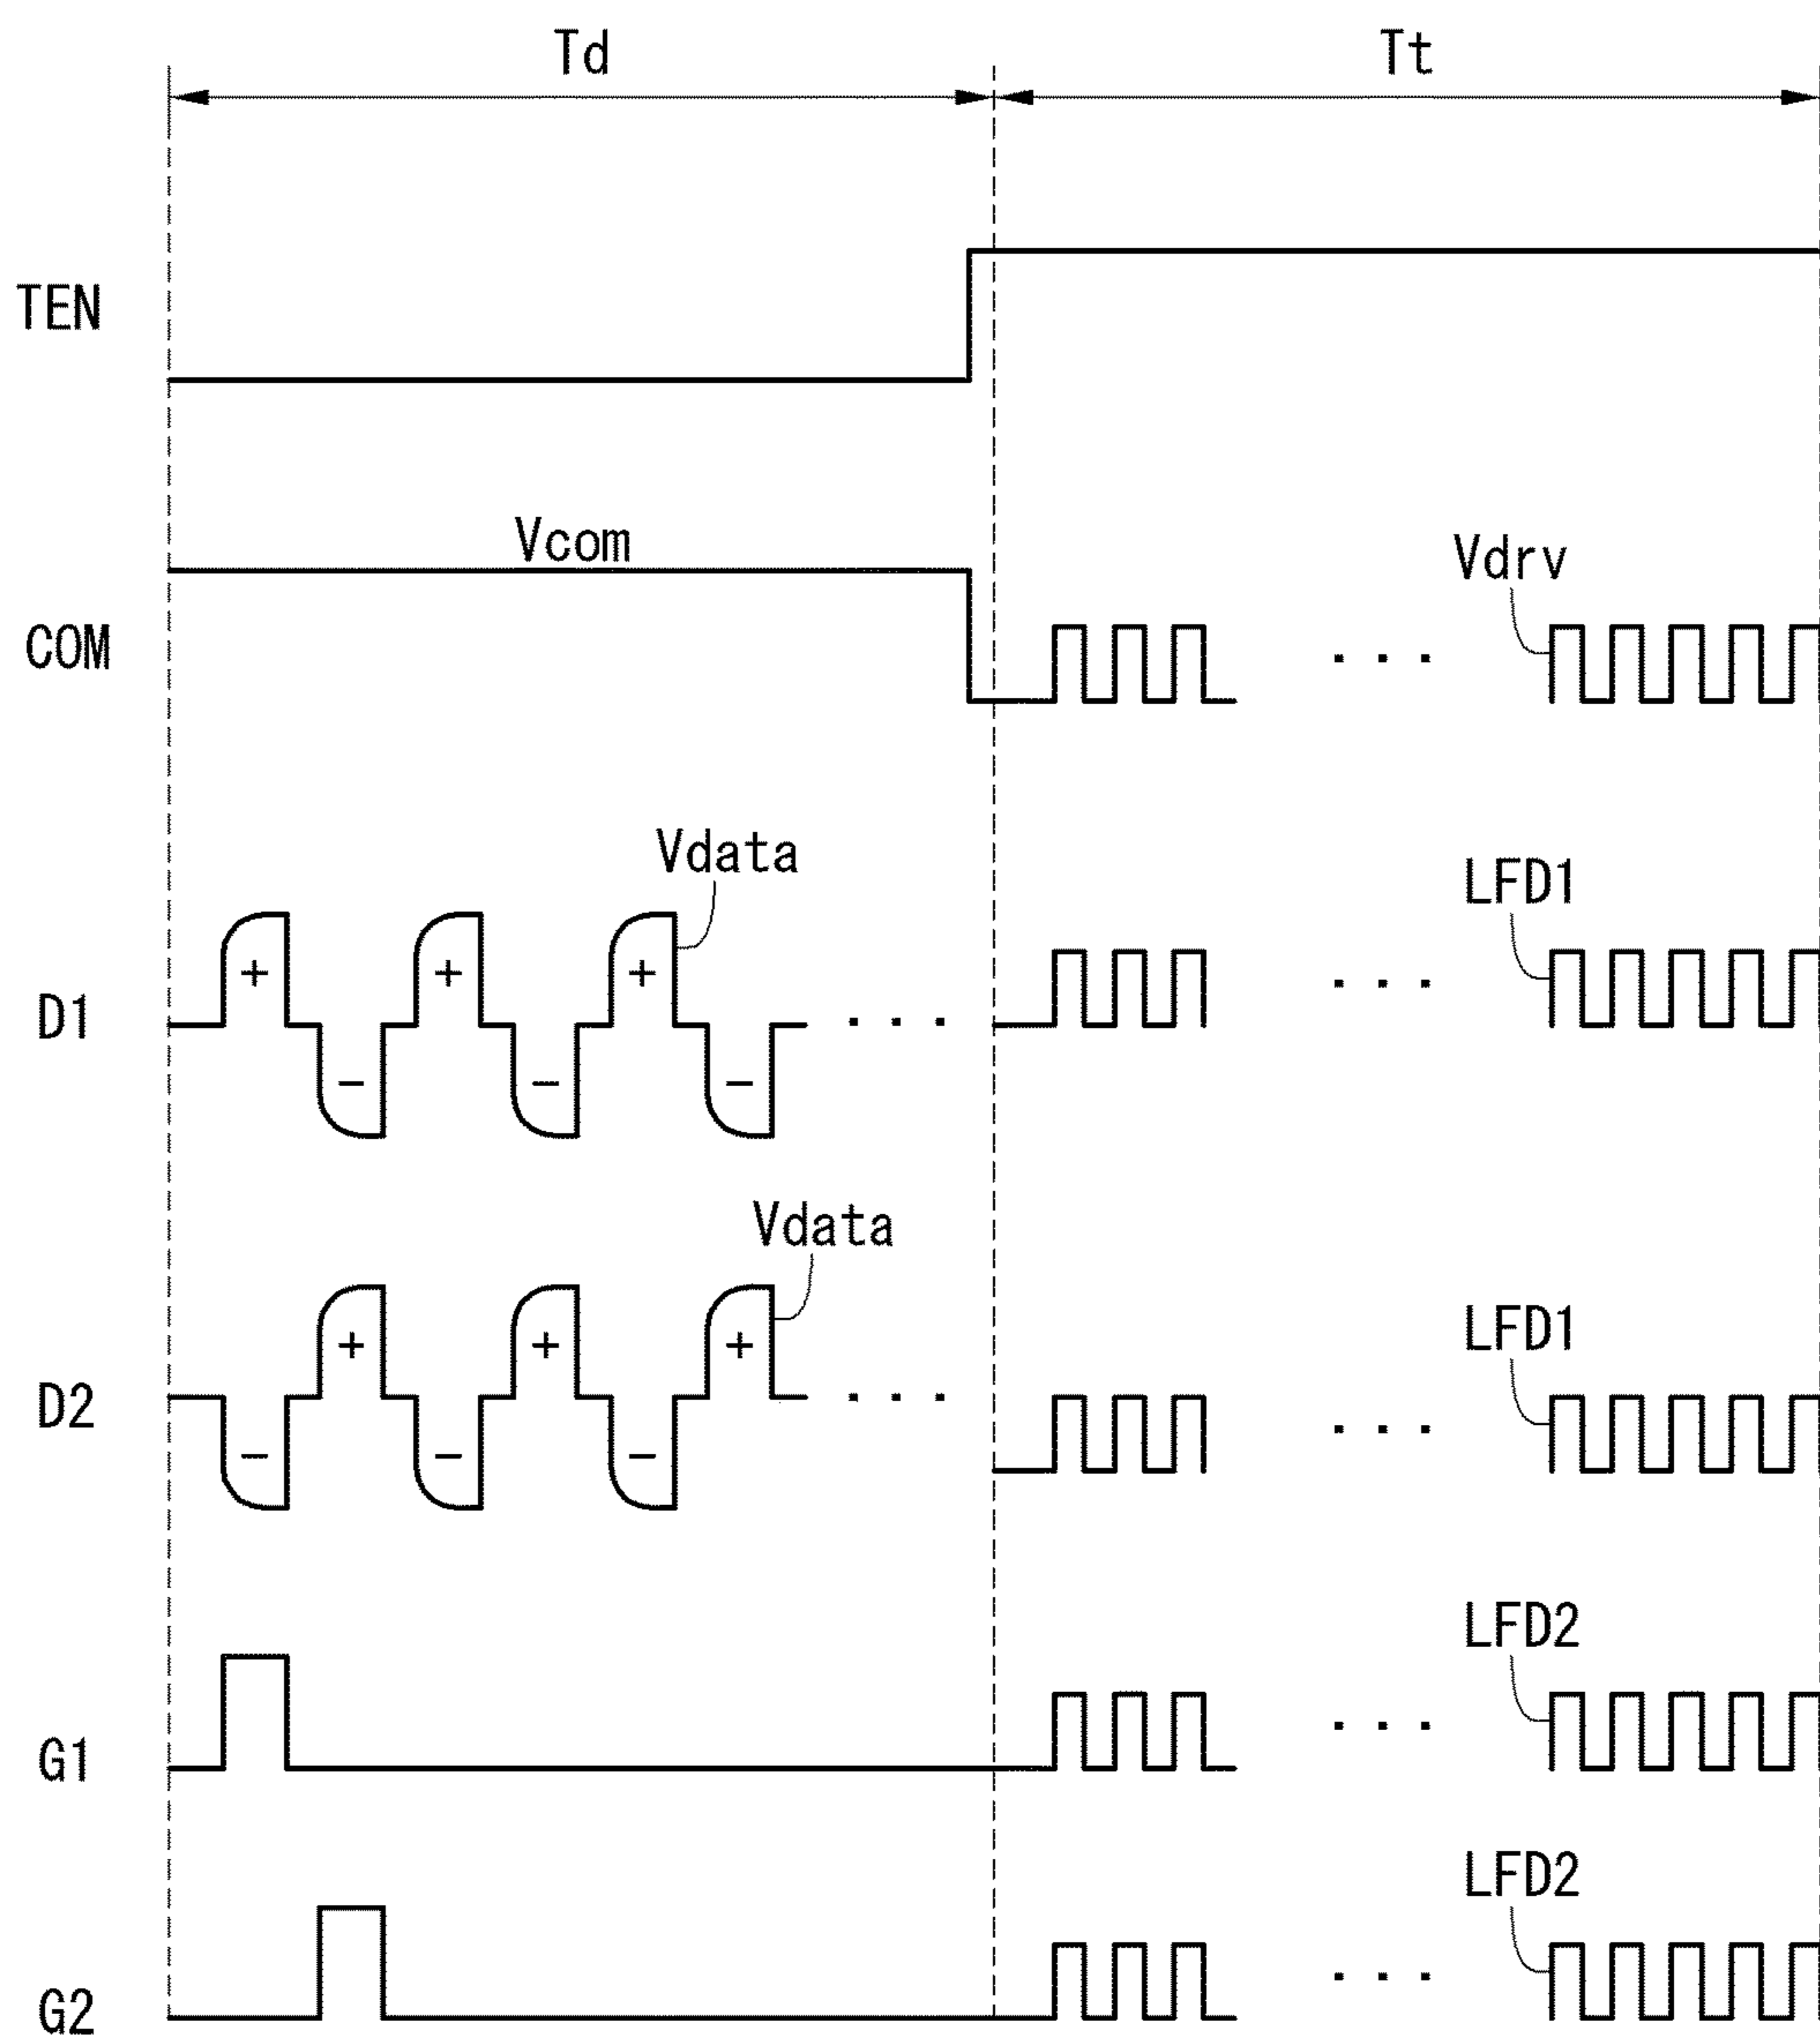 Td Tt
TEN
Vcom
Vdrv
COM
. . .
Vdata
LFD1
+ + +
D1
. . . . . .
- - -
Vdata
LFD1
+ + +
D2
. . . . . .
- - -
LFD2
G1
. . .
LFD2
. . .
G2